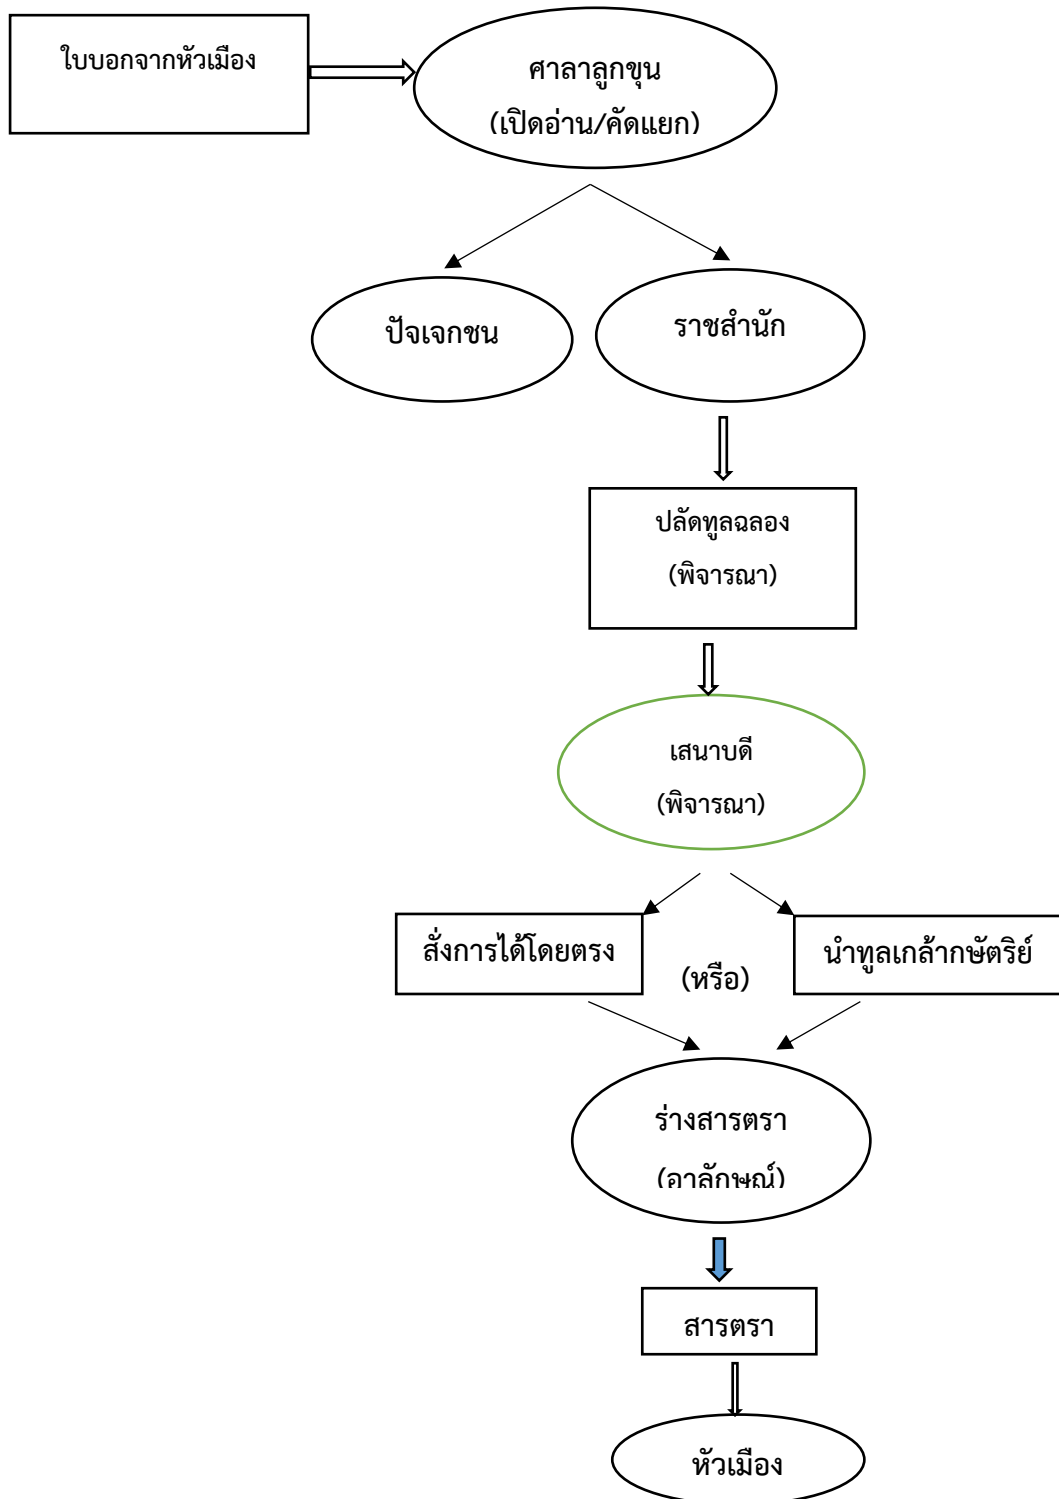 ใบบอกจากหัวเมือง
ศาลาลูกขุน
(เปิดอ่าน/คัดแยก)
ปัจเจกชน
ราชสำนัก
ปลัดทูลฉลอง
(พิจารณา)
เสนาบดี
(พิจารณา)
สั่งการได้โดยตรง
(หรือ)
นำทูลเกล้ากษัตริย์
ร่างสารตรา
(อาลักษณ์)
สารตรา
หัวเมือง